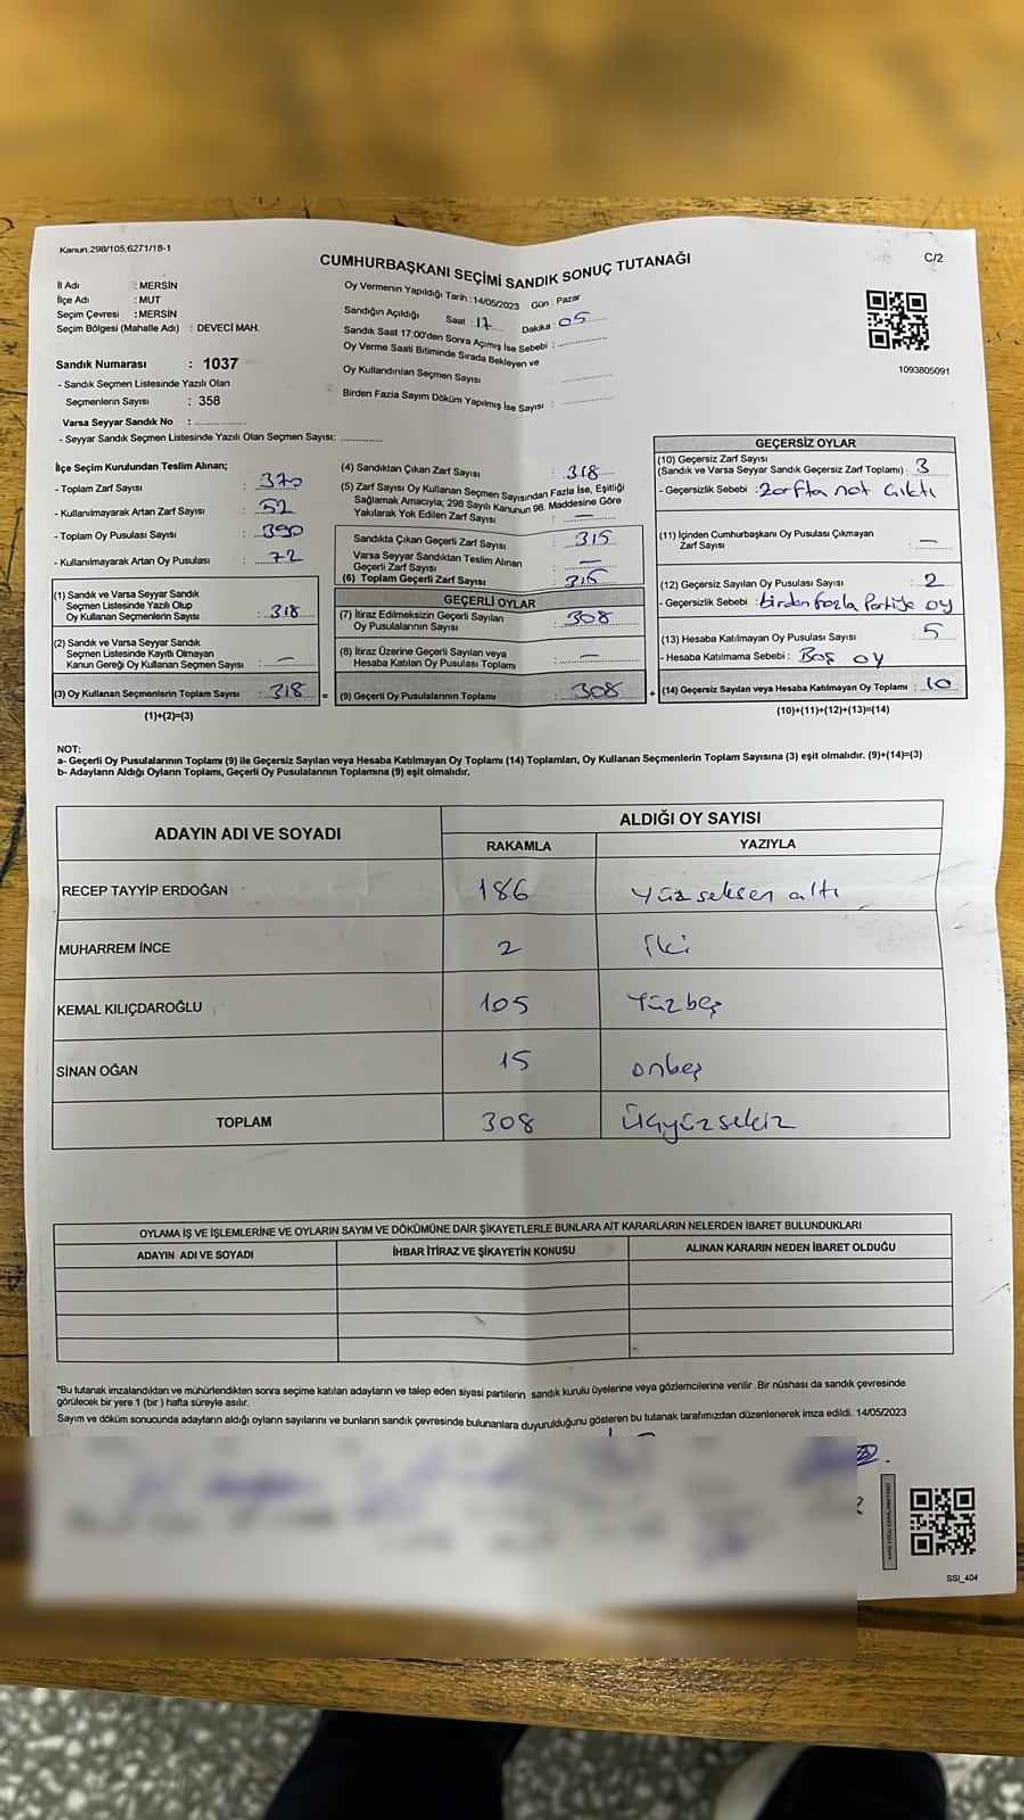 Kanun 298/105,6271/18-1
CUMHURBAŞKANI SEÇİMİ SANDIK SONUÇ TUTANAĞI
C/2
İl Adı : MERSİN
İlçe Adı : MUT
Seçim Çevresi : MERSİN
Seçim Bölgesi (Mahalle Adı) : DEVECİ MAH.
Oy Vermenin Yapıldığı Tarih :14/05/2023 Gün : Pazar
Sandığın Açıldığı Saat : 17 Dakika : 05
Sandık Saat 17:00'den Sonra Açımış İse Sebebi :
Oy Verme Saati Bitiminde Sırada Bekleyen ve
Oy Kullandırılan Seçmen Sayısı
Birden Fazla Sayım Döküm Yapılmış İse Sayısı :
1093805091
Sandık Numarası : 1037
- Sandık Seçmen Listesinde Yazılı Olan
Seçmenlerin Sayısı : 358
Varsa Seyyar Sandık No :
- Seyyar Sandık Seçmen Listesinde Yazılı Olan Seçmen Sayısı:
İlçe Seçim Kurulundan Teslim Alınan;
- Toplam Zarf Sayısı : 370
- Kullanılmayarak Artan Zarf Sayısı : 52
- Toplam Oy Pusulası Sayısı : 390
- Kullanılmayarak Artan Oy Pusulası : 72
(1) Sandık ve Varsa Seyyar Sandık
Seçmen Listesinde Yazılı Olup
Oy Kullanan Seçmenlerin Sayısı : 318
(2) Sandık ve Varsa Seyyar Sandık
Seçmen Listesinde Kayıtlı Olmayan
Kanun Gereği Oy Kullanan Seçmen Sayısı : —
(3) Oy Kullanan Seçmenlerin Toplam Sayısı : 318 =
(1)+(2)=(3)
(4) Sandıktan Çıkan Zarf Sayısı : 318
(5) Zarf Sayısı Oy Kullanan Seçmen Sayısından Fazla İse, Eşitliği
Sağlamak Amacıyla; 298 Sayılı Kanunun 98. Maddesine Göre
Yakılarak Yok Edilen Zarf Sayısı : —
Sandıkta Çıkan Geçerli Zarf Sayısı : 315
Varsa Seyyar Sandıktan Teslim Alınan
Geçerli Zarf Sayısı : —
(6) Toplam Geçerli Zarf Sayısı : 315
GEÇERLİ OYLAR
(7) İtiraz Edilmeksizin Geçerli Sayılan
Oy Pusulalarının Sayısı : 308
(8) İtiraz Üzerine Geçerli Sayılan veya
Hesaba Katılan Oy Pusulası Toplamı : —
(9) Geçerli Oy Pusulalarının Toplamı : 308 +
GEÇERSİZ OYLAR
(10) Geçersiz Zarf Sayısı
(Sandık ve Varsa Seyyar Sandık Geçersiz Zarf Toplamı) : 3
- Geçersizlik Sebebi : Zarfta not çıktı
(11) İçinden Cumhurbaşkanı Oy Pusulası Çıkmayan
Zarf Sayısı : —
(12) Geçersiz Sayılan Oy Pusulası Sayısı : 2
- Geçersizlik Sebebi : birden fazla Partiye oy
(13) Hesaba Katılmayan Oy Pusulası Sayısı : 5
- Hesaba Katılmama Sebebi : Boş oy
(14) Geçersiz Sayılan veya Hesaba Katılmayan Oy Toplamı : 10
(10)+(11)+(12)+(13)=(14)
NOT:
a- Geçerli Oy Pusulalarının Toplamı (9) ile Geçersiz Sayılan veya Hesaba Katılmayan Oy Toplamı (14) Toplamları, Oy Kullanan Seçmenlerin Toplam Sayısına (3) eşit olmalıdır. (9)+(14)=(3)
b- Adayların Aldığı Oyların Toplamı, Geçerli Oy Pusulalarının Toplamına (9) eşit olmalıdır.
ADAYIN ADI VE SOYADI ALDIĞI OY SAYISI
RAKAMLA YAZIYLA
RECEP TAYYİP ERDOĞAN 186 yüz seksen altı
MUHARREM İNCE 2 iki
KEMAL KILIÇDAROĞLU 105 Yüzbeş
SİNAN OĞAN 15 onbeş
TOPLAM 308 Üçyüzsekiz
OYLAMA İŞ VE İŞLEMLERİNE VE OYLARIN SAYIM VE DÖKÜMÜNE DAİR ŞİKAYETLERLE BUNLARA AİT KARARLARIN NELERDEN İBARET BULUNDUKLARI
ADAYIN ADI VE SOYADI İHBAR İTİRAZ VE ŞİKAYETİN KONUSU ALINAN KARARIN NEDEN İBARET OLDUĞU
*Bu tutanak imzalandıktan ve mühürlendikten sonra seçime katılan adayların ve talep eden siyasi partilerin sandık kurulu üyelerine veya gözlemcilerine verilir. Bir nüshası da sandık çevresinde
görülecek bir yere 1 (bir ) hafta süreyle asılır.
Sayım ve döküm sonucunda adayların aldığı oyların sayılarını ve bunların sandık çevresinde bulunanlara duyurulduğunu gösteren bu tutanak tarafımızdan düzenlenerek imza edildi. 14/05/2023
SSI_404